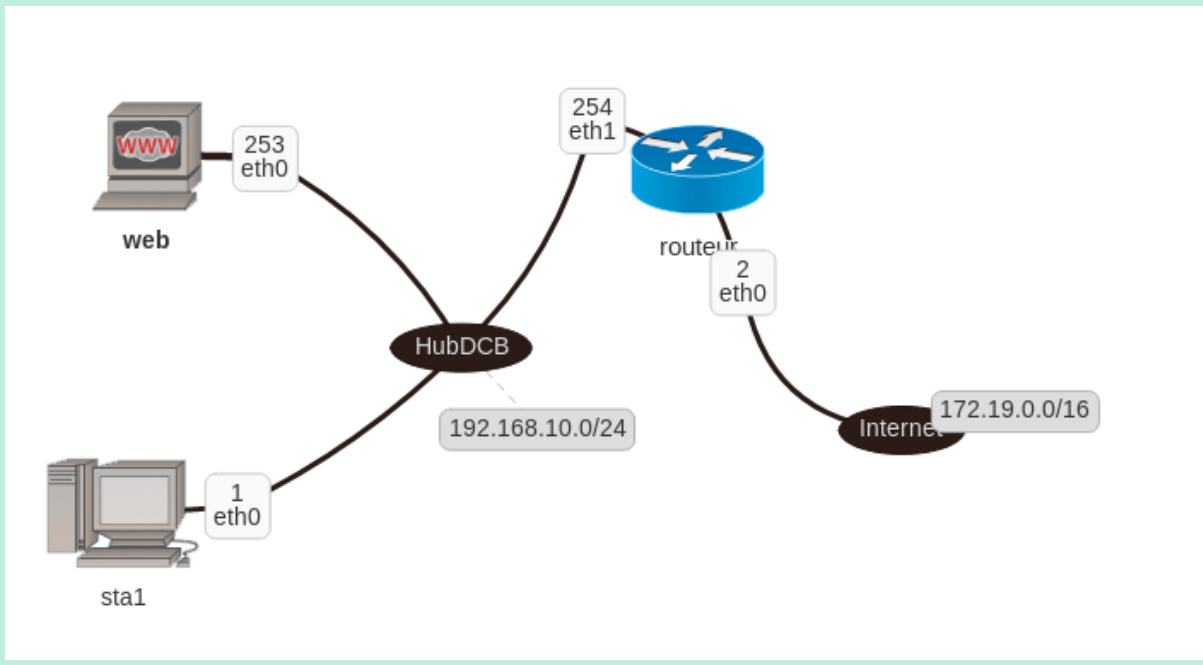 254
eth1
WWW
253
eth0
web
routeur
2
eth0
HubDCB
192.168.10.0/24
172.19.0.0/16
Internet
1
eth0
sta1